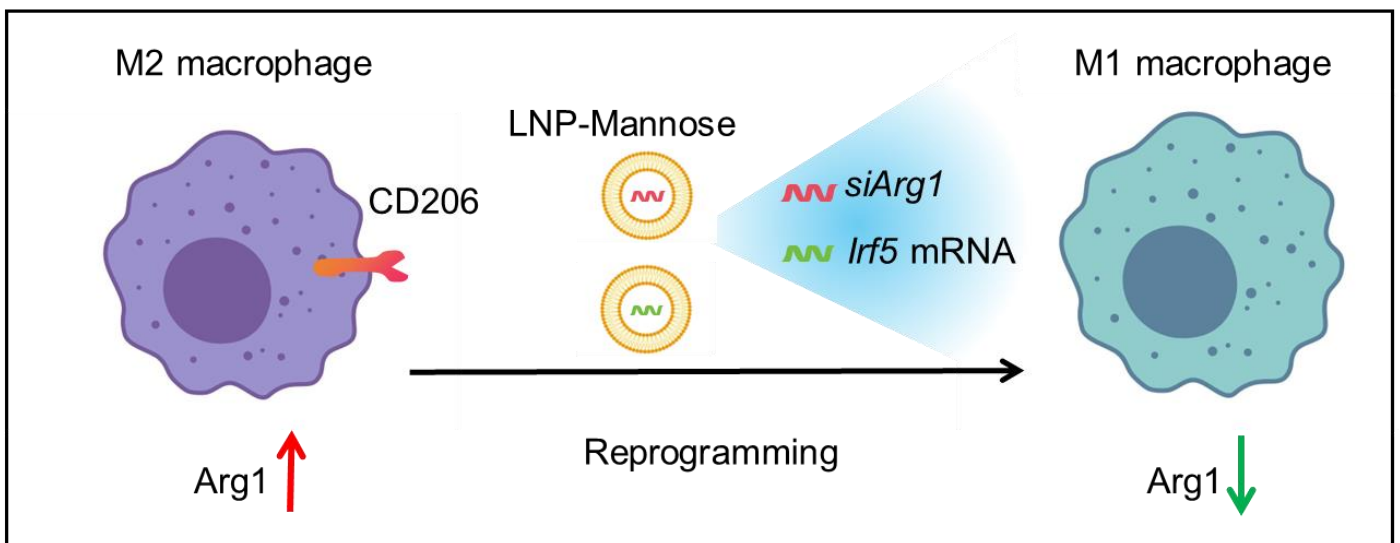 M2 macrophage
M1 macrophage
LNP-Mannose
CD206
siArg1
Irf5 mRNA
Reprogramming
Arg1
Arg1